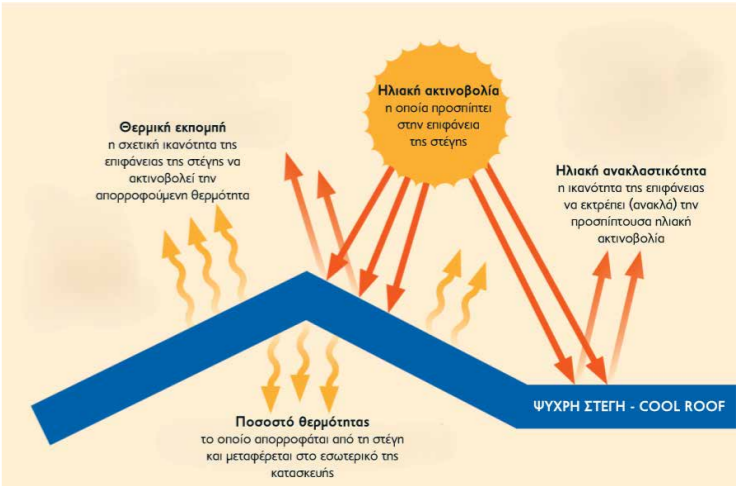 Ηλιακή ακτινοβολία
η οποία προσπίπτει
στην επιφάνεια
της στέγης
Θερμική εκπομπή
η σχετική ικανότητα της
επιφάνειας της στέγης να
ακτινοβολεί την
απορροφούμενη θερμότητα
Ηλιακή ανακλαστικότητα
η ικανότητα της επιφάνειας
να εκτρέπει (ανακλά) την
προσπίπτουσα ηλιακή
ακτινοβολία
ΨΥΧΡΗ ΣΤΕΓΗ - COOL ROOF
Ποσοστό θερμότητας
το οποίο απορροφάται από τη στέγη
και μεταφέρεται στο εσωτερικό της
κατασκευής